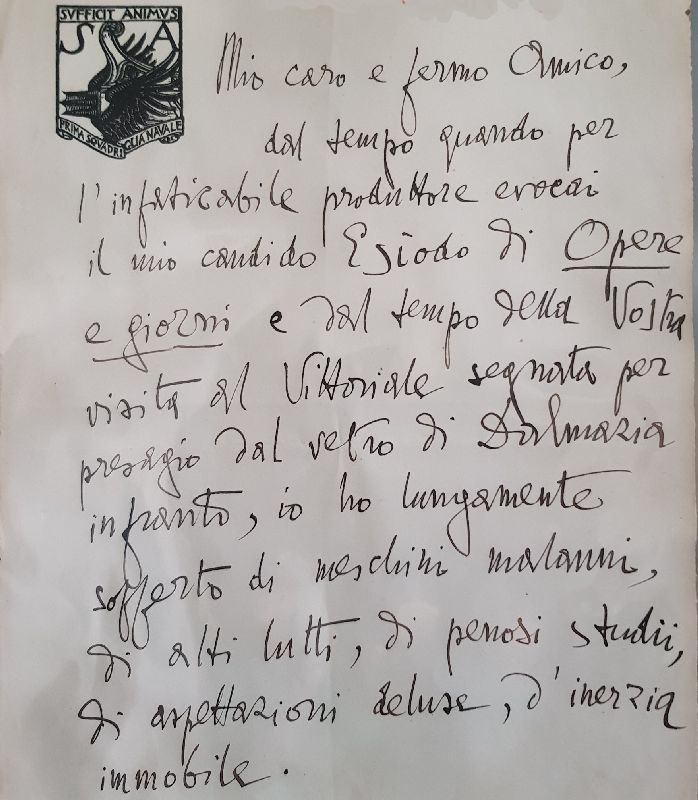 SVFFICIT ANIMVS
S A
PRIMA SQVADRIGLIA NAVALE
Mio caro e fermo Amico,
dal tempo quando per
l'infaticabile produttore evocai
il mio candido Esiodo di Opere
e giorni e dal tempo della Vostra
visita al Vittoriale segnata per
presagio dal vetro di Dalmazia
infranto, io ho lungamente
sofferto di meschini malanni,
di alti lutti, di penosi studii,
di aspettazioni deluse, d'inerzia
immobile.